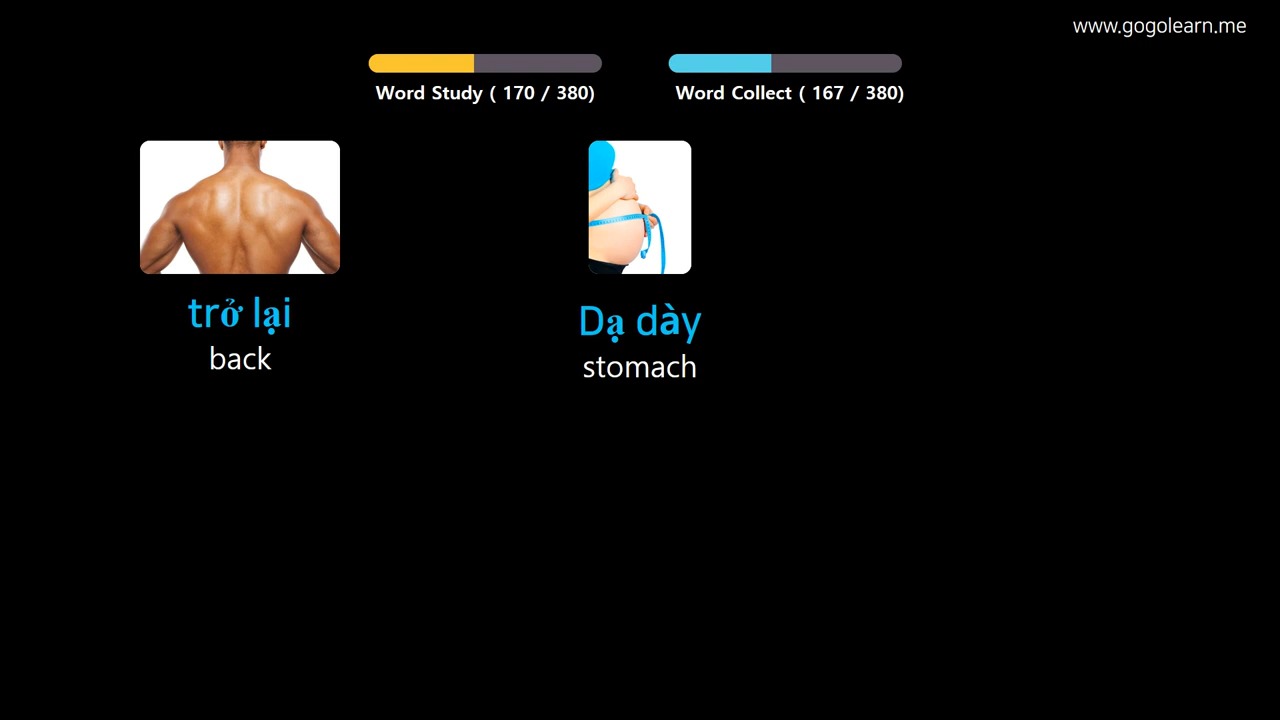 www.gogolearn.me
Word Study ( 170 / 380)
Word Collect ( 167 / 380)
trở lại
back
Dạ dày
stomach